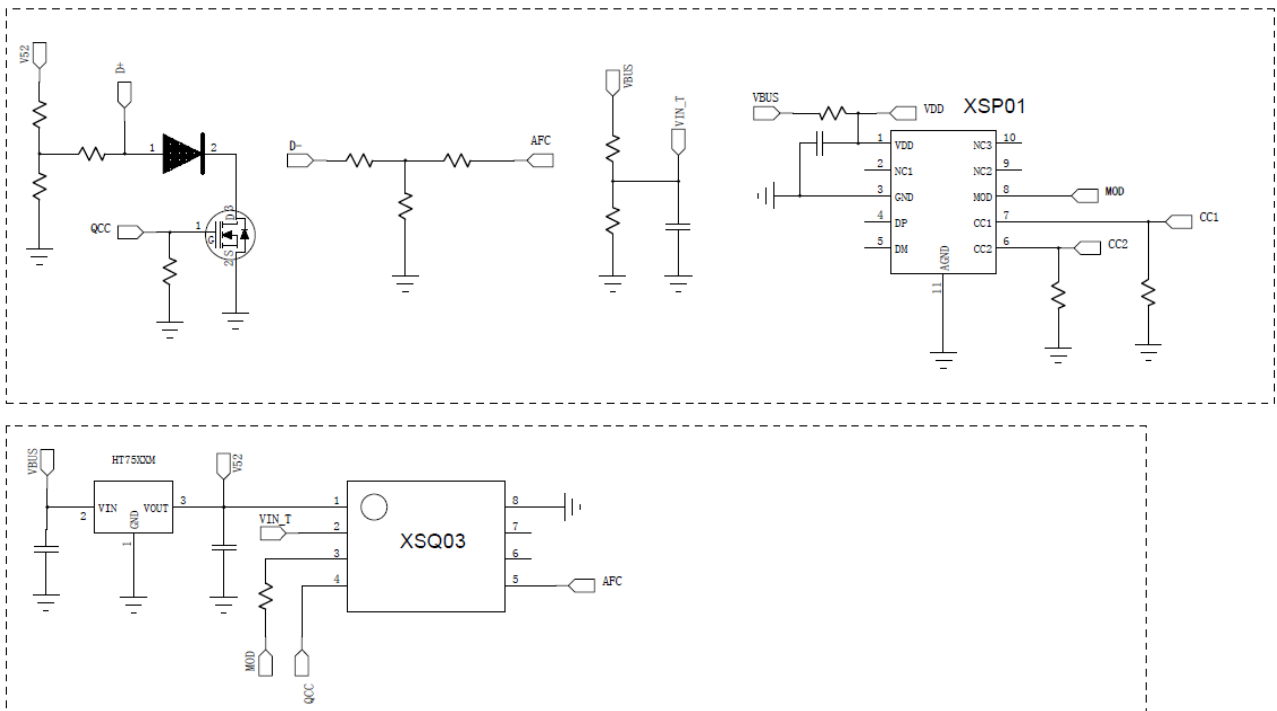 V52
D+
1
2
D
3
QCC
1
G
2
S
D-
AFC
VBUS
VIN_T
VBUS
VDD
XSP01
1
VDD
NC3
10
2
NC1
NC2
9
3
GND
MOD
8
MOD
4
DP
CC1
7
CC1
5
DM
CC2
6
CC2
AGND
11
VBUS
HT75XXM
V52
2
VIN
VOUT
3
GND
1
VIN_T
1
2
3
4
XSQ03
8
7
6
5
AFC
MOD
QCC